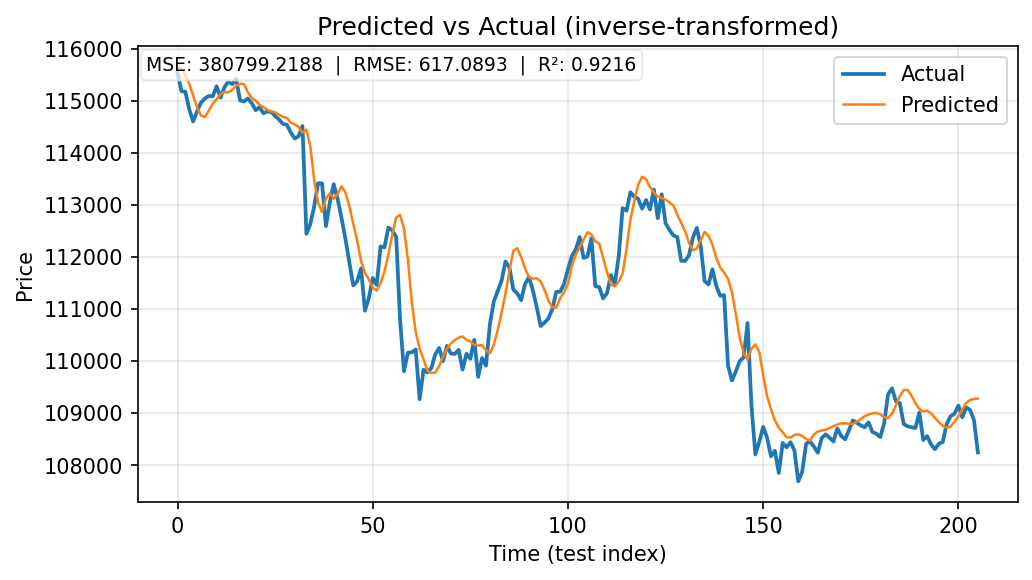 Predicted vs Actual (inverse-transformed)
MSE: 380799.2188 | RMSE: 617.0893 | R²: 0.9216
Actual
Predicted
116000
115000
114000
113000
112000
111000
110000
109000
108000
Price
0 50 100 150 200
Time (test index)